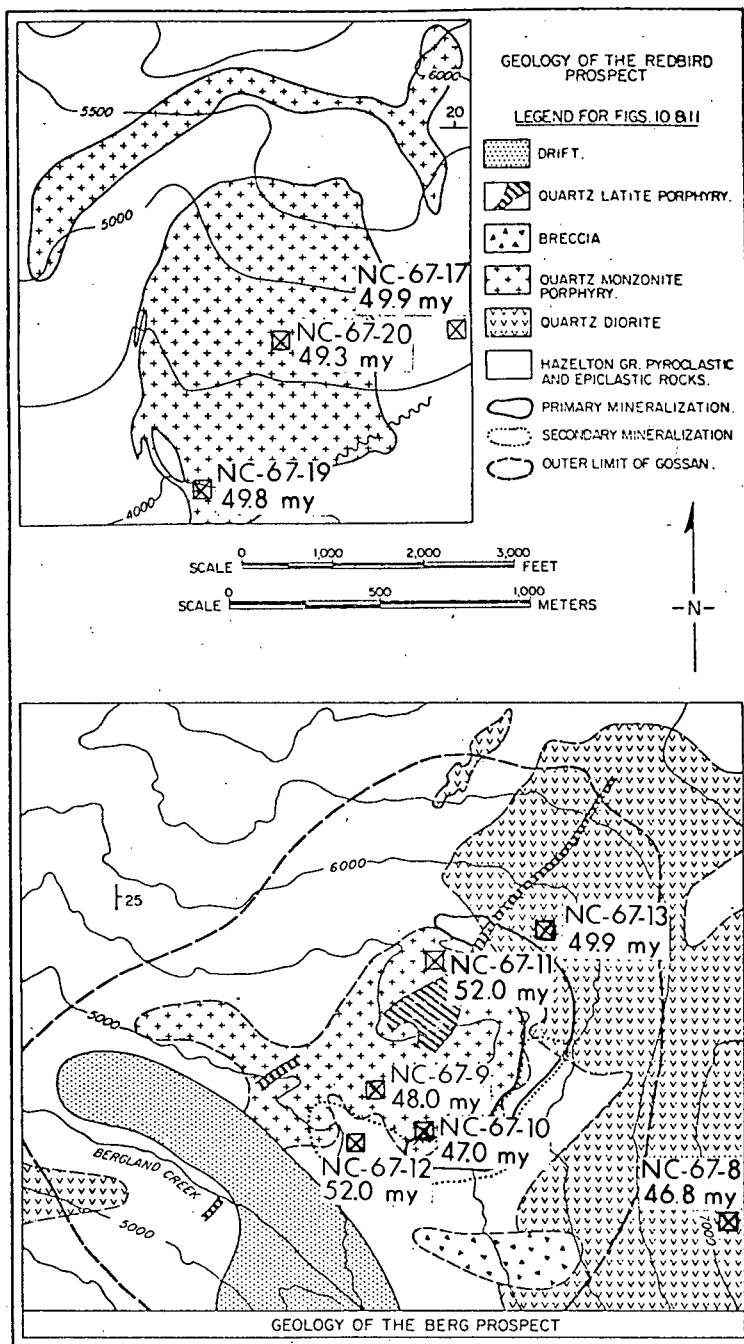 6000
5500
20
5000
NC-67-17
49.9 my
NC-67-20
49.3 my
NC-67-19
49.8 my
4000
GEOLOGY OF THE REDBIRD
PROSPECT
LEGEND FOR FIGS. 10 & 11
DRIFT.
QUARTZ LATITE PORPHYRY.
BRECCIA
QUARTZ MONZONITE
PORPHYRY.
QUARTZ DIORITE
HAZELTON GR. PYROCLASTIC
AND EPICLASTIC ROCKS.
PRIMARY MINERALIZATION.
SECONDARY MINERALIZATION
OUTER LIMIT OF GOSSAN.
SCALE 0 1,000 2,000 3,000 FEET
SCALE 0 500 1,000 METERS
-N-
6000
25
NC-67-13
49.9 my
NC-67-11
52.0 my
5000
NC-67-9
48.0 my
NC-67-10
47.0 my
NC-67-12
52.0 my
BERGLAND CREEK
NC-67-8
46.8 my
7000
5000
GEOLOGY OF THE BERG PROSPECT